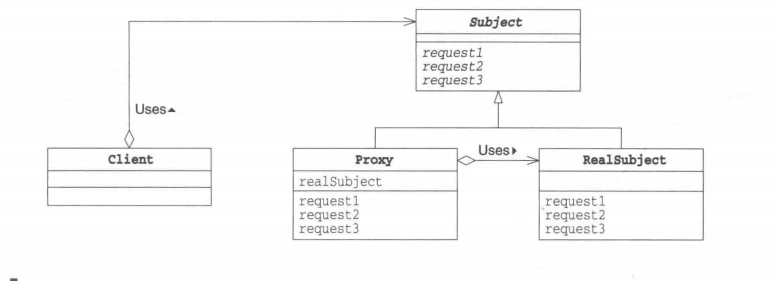 Subject
request1
request2
request3
Uses▲
Client
Proxy
realSubject
request1
request2
request3
Uses▶
RealSubject
request1
request2
request3